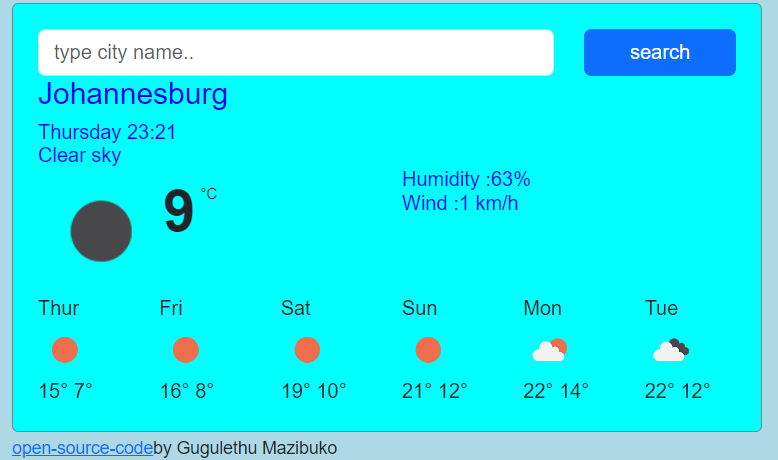 type city name.. search
Johannesburg
Thursday 23:21
Clear sky
Humidity :63%
Wind :1 km/h
9 °C
Thur Fri Sat Sun Mon Tue
15° 7° 16° 8° 19° 10° 21° 12° 22° 14° 22° 12°
open-source-codeby Gugulethu Mazibuko